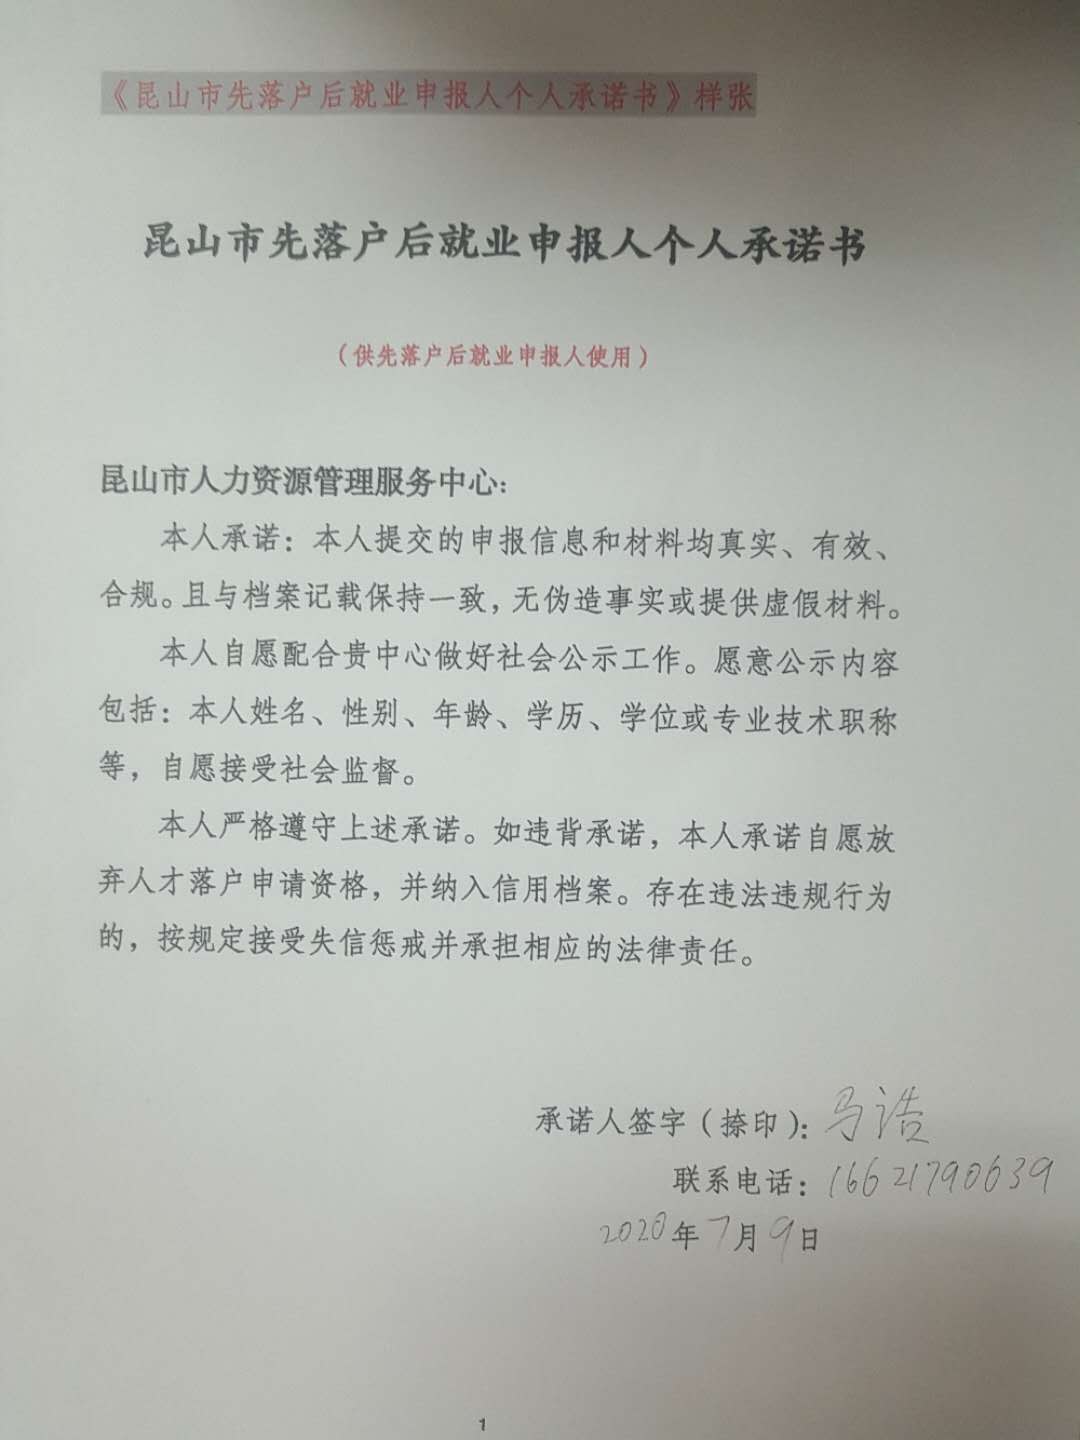 《昆山市先落户后就业申报人个人承诺书》样张
昆山市先落户后就业申报人个人承诺书
（供先落户后就业申报人使用）
昆山市人力资源管理服务中心：
本人承诺：本人提交的申报信息和材料均真实、有效、
合规。且与档案记载保持一致，无伪造事实或提供虚假材料。
本人自愿配合贵中心做好社会公示工作。愿意公示内容
包括：本人姓名、性别、年龄、学历、学位或专业技术职称
等，自愿接受社会监督。
本人严格遵守上述承诺。如违背承诺，本人承诺自愿放
弃人才落户申请资格，并纳入信用档案。存在违法违规行为
的，按规定接受失信惩戒并承担相应的法律责任。
承诺人签字（捺印）：马浩
联系电话：16621790639
2020年7月9日
1